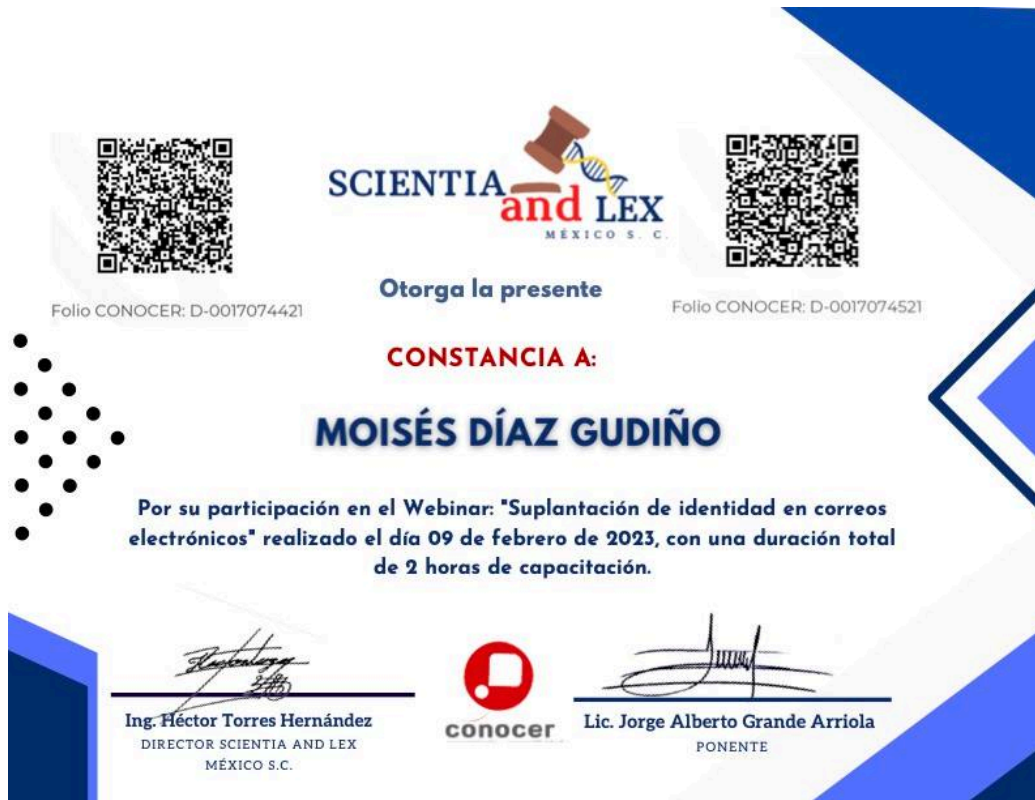 SCIENTIA
and LEX
MÉXICO S. C.
Folio CONOCER: D-0017074421
Otorga la presente
Folio CONOCER: D-0017074521
CONSTANCIA A:
MOISÉS DÍAZ GUDIÑO
Por su participación en el Webinar: "Suplantación de identidad en correos
electrónicos" realizado el día 09 de febrero de 2023, con una duración total
de 2 horas de capacitación.
Ing. Héctor Torres Hernández
DIRECTOR SCIENTIA AND LEX
MÉXICO S.C.
conocer
Lic. Jorge Alberto Grande Arriola
PONENTE